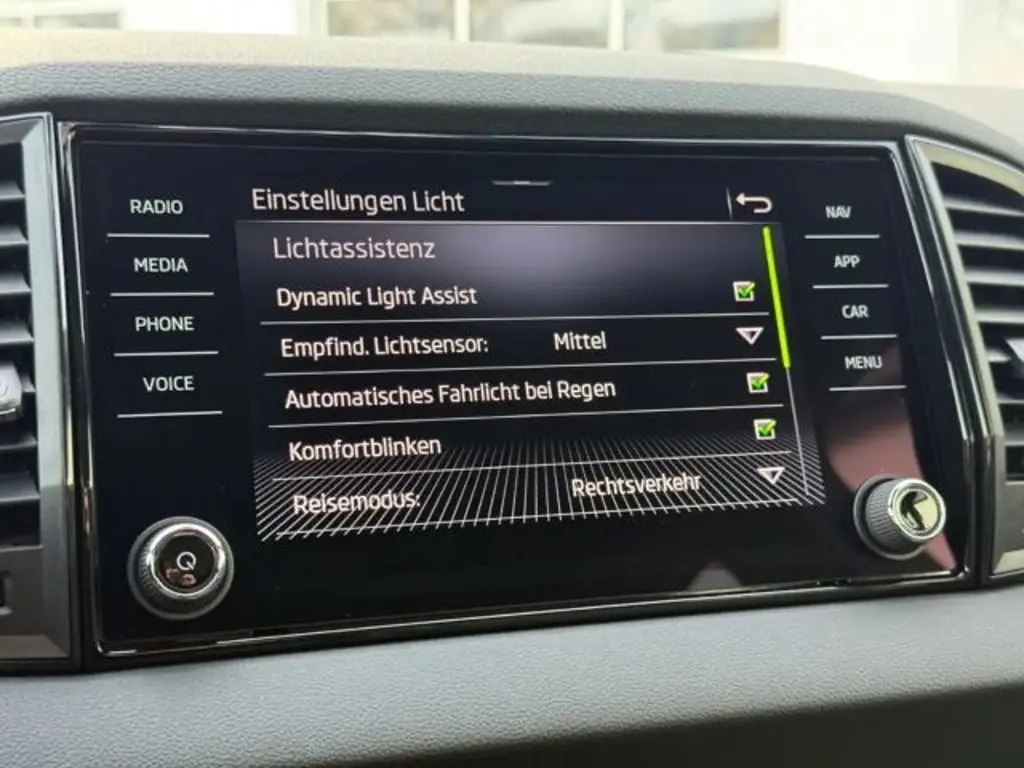 RADIO
MEDIA
PHONE
VOICE
Einstellungen Licht
Lichtassistenz
Dynamic Light Assist
Empfind. Lichtsensor: Mittel
Automatisches Fahrlicht bei Regen
Komfortblinken
Reisemodus: Rechtsverkehr
NAV
APP
CAR
MENU